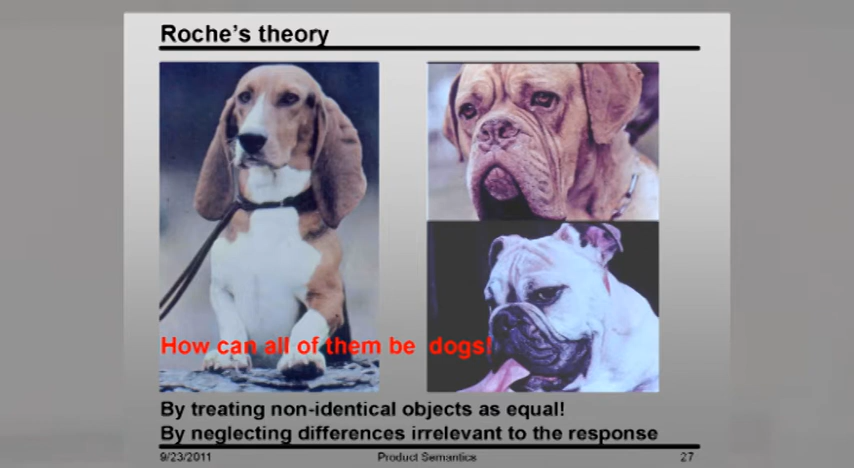 Roche's theory
How can all of them be dogs!
By treating non-identical objects as equal!
By neglecting differences irrelevant to the response
9/23/2011 Product Semantics 27